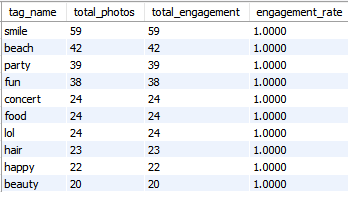 tag_name total_photos total_engagement engagement_rate
smile 59 59 1.0000
beach 42 42 1.0000
party 39 39 1.0000
fun 38 38 1.0000
concert 24 24 1.0000
food 24 24 1.0000
lol 24 24 1.0000
hair 23 23 1.0000
happy 22 22 1.0000
beauty 20 20 1.0000